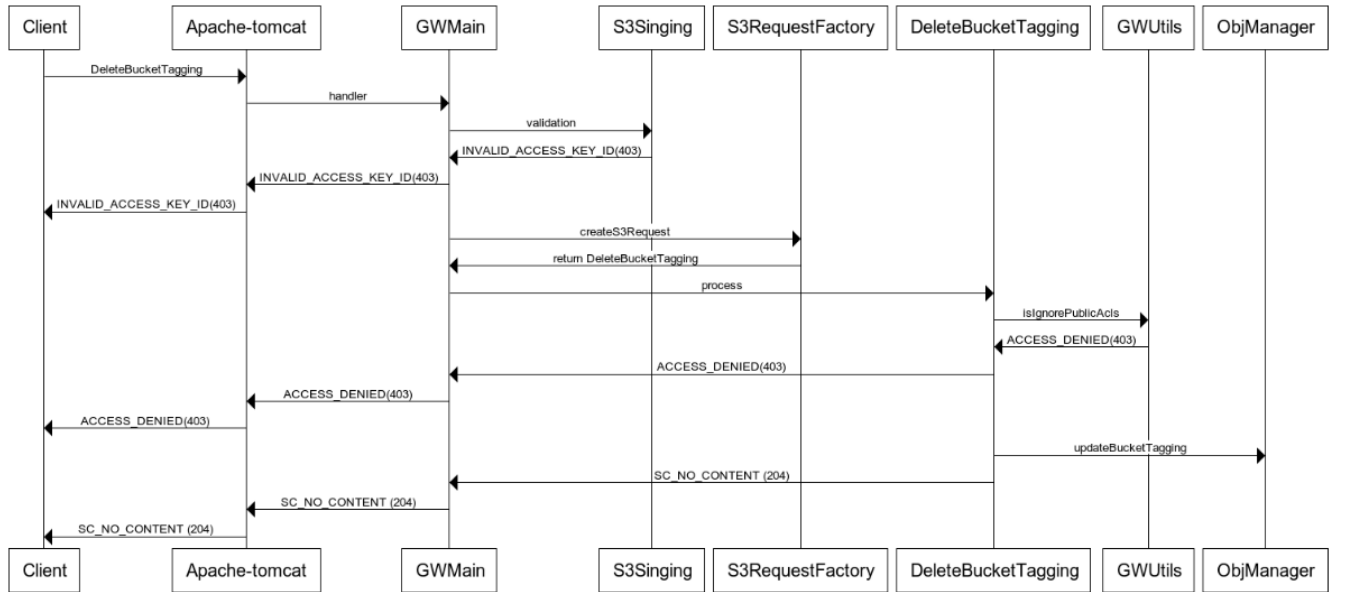 Client Apache-tomcat GWMain S3Singing S3RequestFactory DeleteBucketTagging GWUtils ObjManager
DeleteBucketTagging
handler
validation
INVALID_ACCESS_KEY_ID(403)
INVALID_ACCESS_KEY_ID(403)
INVALID_ACCESS_KEY_ID(403)
createS3Request
return DeleteBucketTagging
process
isIgnorePublicAcls
ACCESS_DENIED(403)
ACCESS_DENIED(403)
ACCESS_DENIED(403)
ACCESS_DENIED(403)
updateBucketTagging
SC_NO_CONTENT (204)
SC_NO_CONTENT (204)
SC_NO_CONTENT (204)
Client Apache-tomcat GWMain S3Singing S3RequestFactory DeleteBucketTagging GWUtils ObjManager